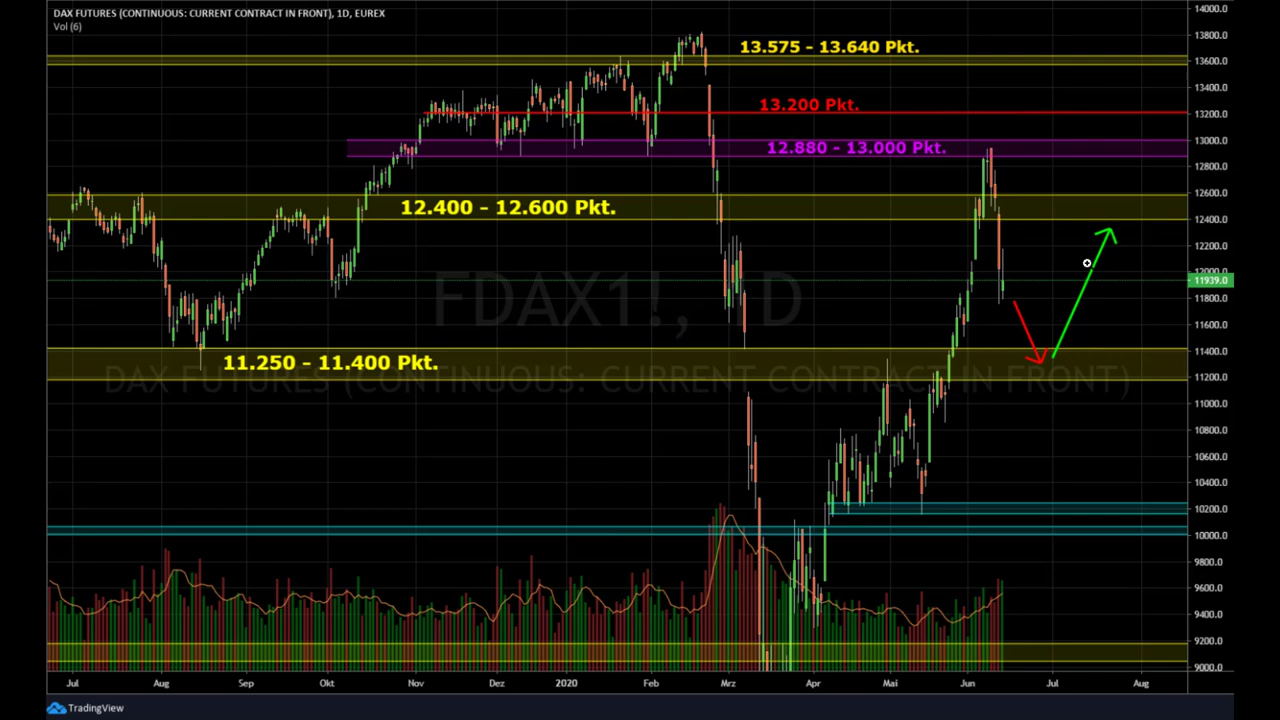 DAX FUTURES (CONTINUOUS: CURRENT CONTRACT IN FRONT), 1D, EUREX
Vol (6)
14000.0
13800.0
13.575 - 13.640 Pkt.
13600.0
13400.0
13.200 Pkt.
13200.0
12.880 - 13.000 Pkt.
13000.0
12800.0
12.400 - 12.600 Pkt.
12600.0
12400.0
12200.0
12000.0
11939.0
FDAX1!, 1D
11800.0
11600.0
11.250 - 11.400 Pkt.
11400.0
DAX FUTURES (CONTINUOUS: CURRENT CONTRACT IN FRONT)
11200.0
11000.0
10800.0
10600.0
10400.0
10200.0
10000.0
9800.0
9600.0
9400.0
9200.0
9000.0
Jul Aug Sep Okt Nov Dez 2020 Feb Mrz Apr Mai Jun Jul Aug
TradingView